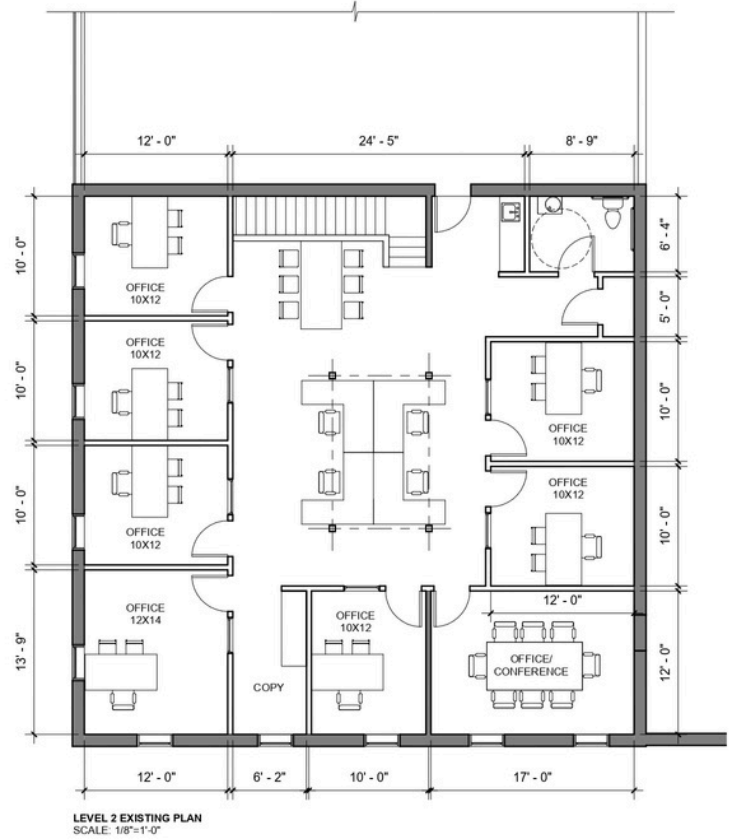 12' - 0"
24' - 5"
8' - 9"
10' - 0"
OFFICE
10X12
6' - 4"
5' - 0"
10' - 0"
OFFICE
10X12
10' - 0"
OFFICE
10X12
10' - 0"
OFFICE
10X12
OFFICE
10X12
10' - 0"
13' - 9"
OFFICE
12X14
COPY
OFFICE
10X12
12' - 0"
OFFICE/
CONFERENCE
12' - 0"
12' - 0"
6' - 2"
10' - 0"
17' - 0"
LEVEL 2 EXISTING PLAN
SCALE: 1/8"=1'-0"